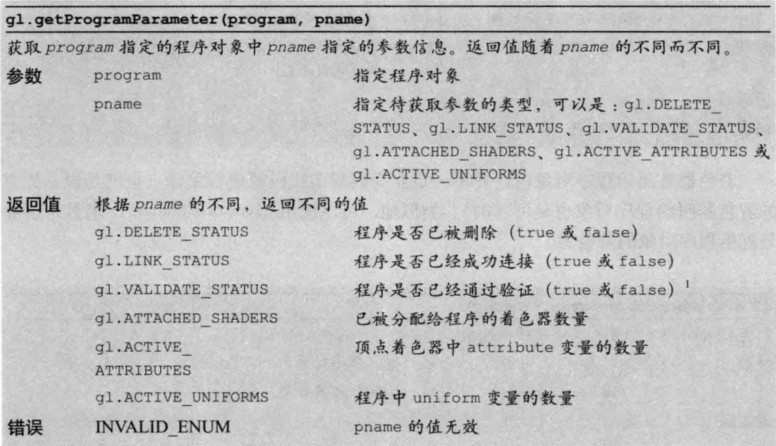 gl.getProgramParameter(program, pname)
获取 program 指定的程序对象中 pname 指定的参数信息。返回值随着 pname 的不同而不同。
参数 program 指定程序对象
pname 指定待获取参数的类型，可以是：gl.DELETE_
STATUS、gl.LINK_STATUS、gl.VALIDATE_STATUS、
gl.ATTACHED_SHADERS、gl.ACTIVE_ATTRIBUTES 或
gl.ACTIVE_UNIFORMS
返回值 根据 pname 的不同，返回不同的值
gl.DELETE_STATUS 程序是否已被删除（true 或 false）
gl.LINK_STATUS 程序是否已经成功连接（true 或 false）
gl.VALIDATE_STATUS 程序是否已经通过验证（true 或 false）¹
gl.ATTACHED_SHADERS 已被分配给程序的着色器数量
gl.ACTIVE_ 顶点着色器中 attribute 变量的数量
ATTRIBUTES
gl.ACTIVE_UNIFORMS 程序中 uniform 变量的数量
错误 INVALID_ENUM pname 的值无效